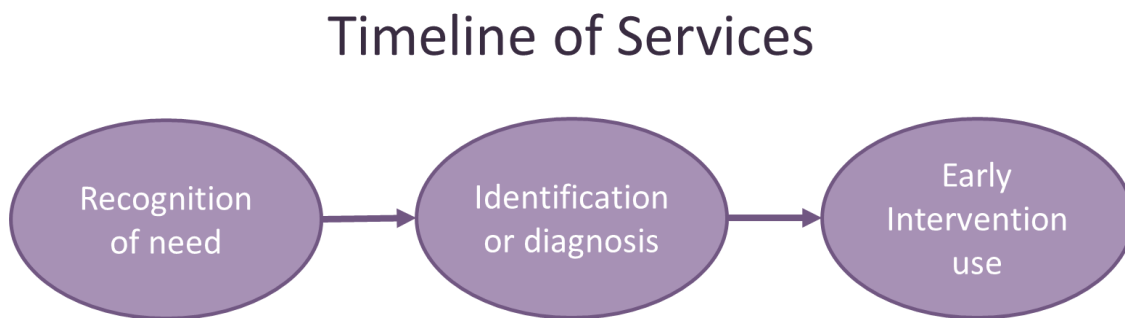 Timeline of Services
Recognition
of need
Identification
or diagnosis
Early
Intervention
use